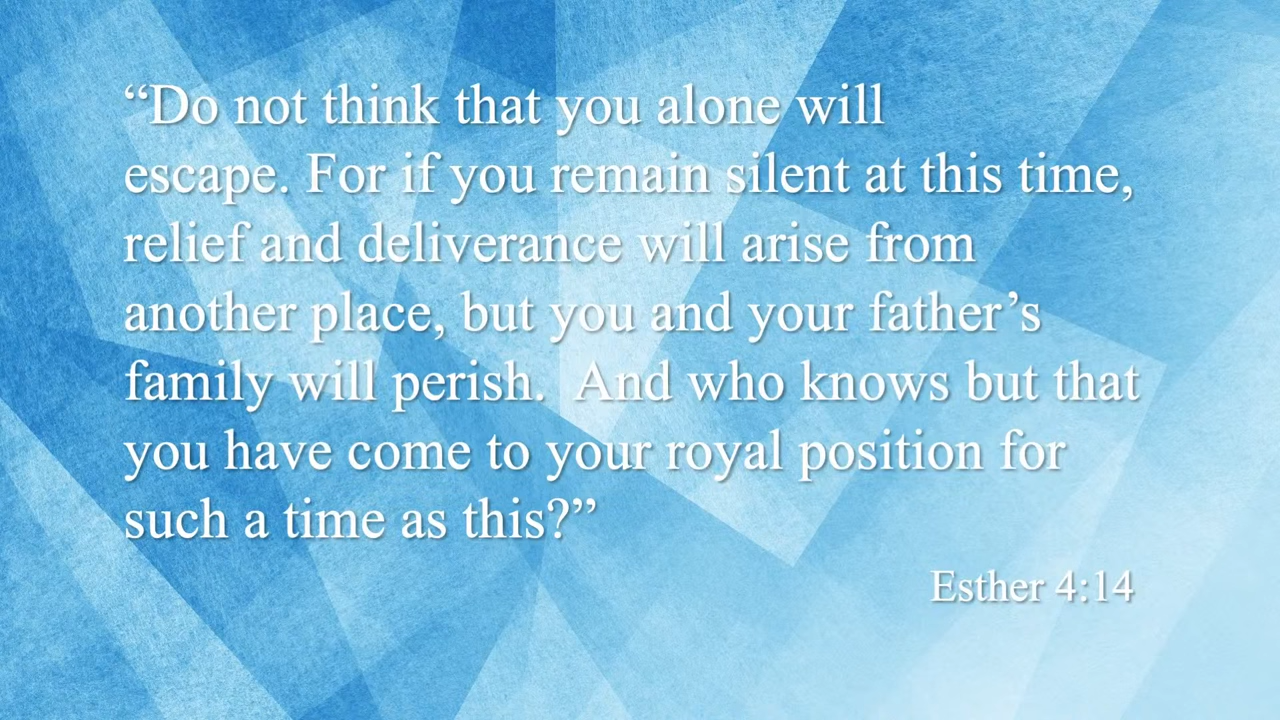 “Do not think that you alone will
escape. For if you remain silent at this time,
relief and deliverance will arise from
another place, but you and your father’s
family will perish.  And who knows but that
you have come to your royal position for
such a time as this?”
Esther 4:14